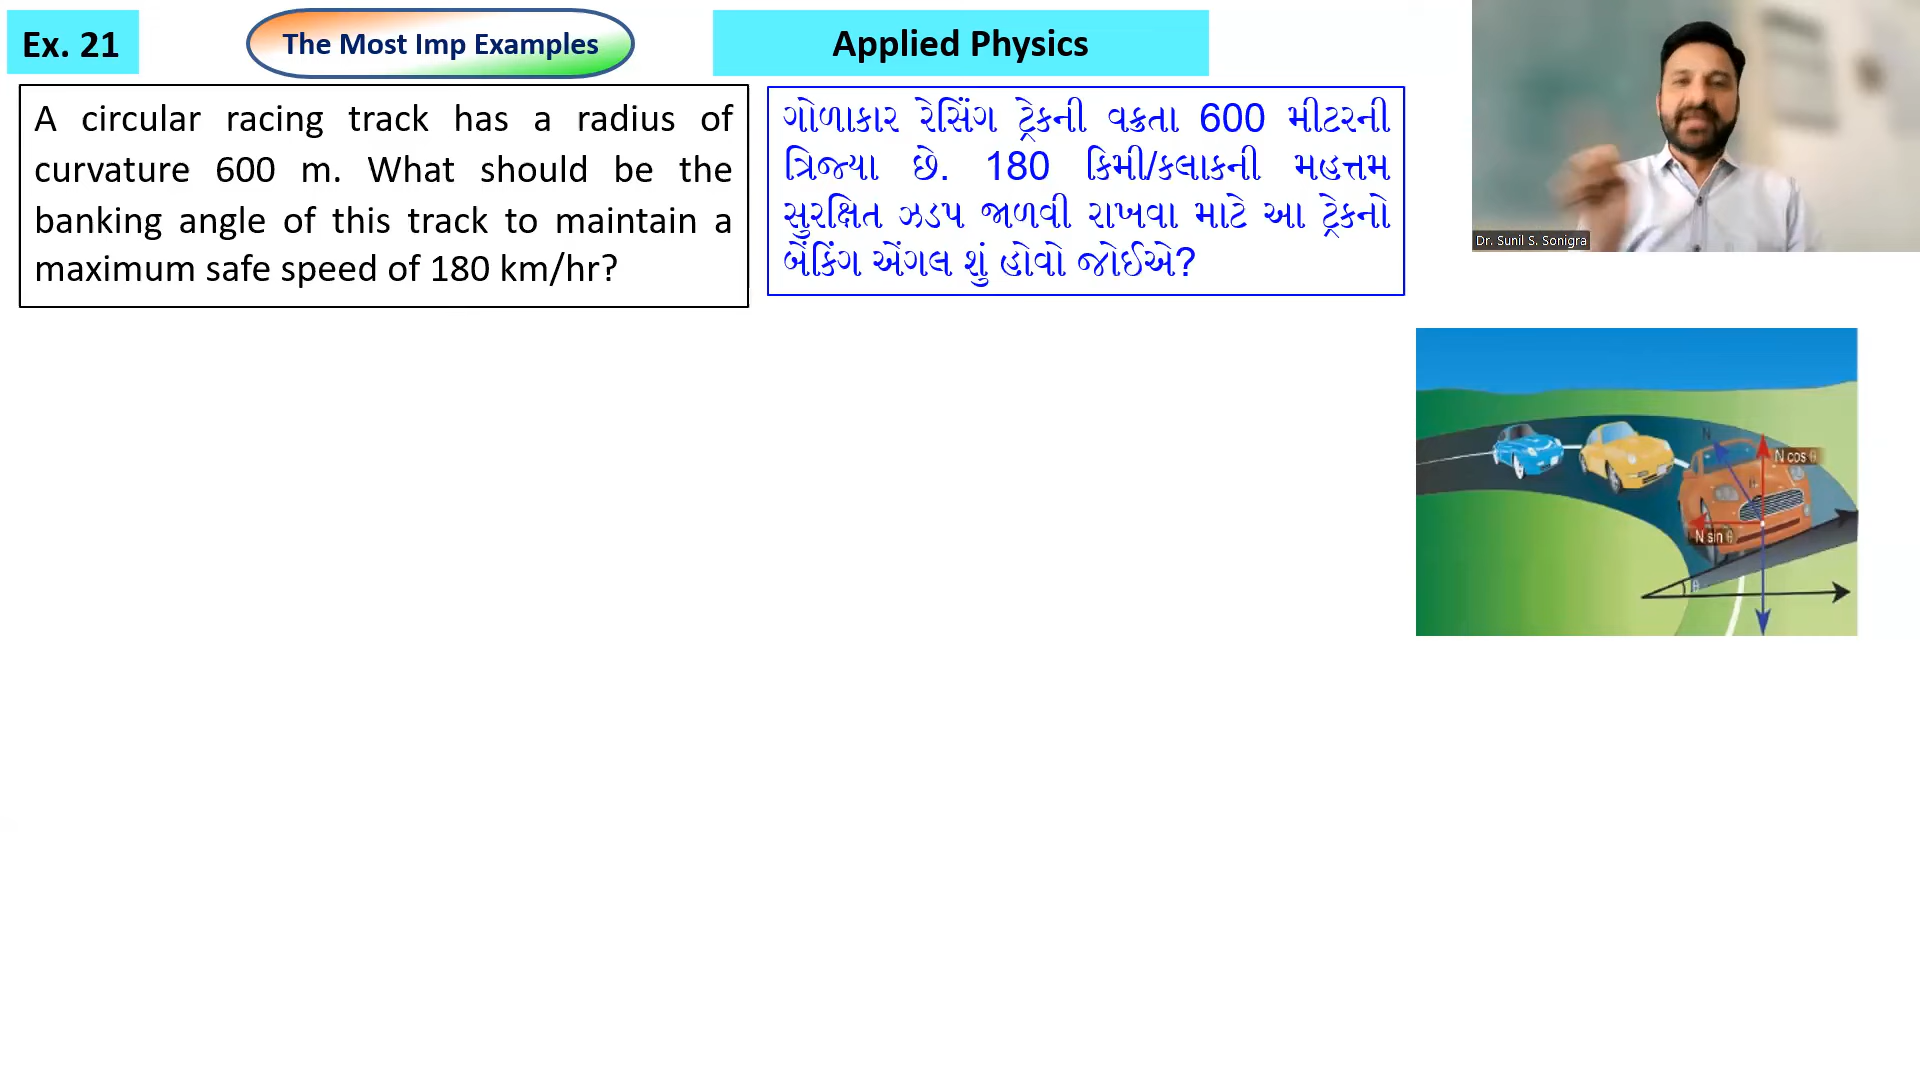 Ex. 21
The Most Imp Examples
Applied Physics
A circular racing track has a radius of
curvature 600 m. What should be the
banking angle of this track to maintain a
maximum safe speed of 180 km/hr?
ગોળાકાર રેસિંગ ટ્રેકની વક્રતા 600 મીટરની
ત્રિજ્યા છે. 180 કિમી/કલાકની મહત્તમ
સુરક્ષિત ઝડપ જાળવી રાખવા માટે આ ટ્રેકનો
બેંકિંગ એંગલ શું હોવો જોઈએ?
Dr. Sunil S. Sonigra
N
N cos θ
N sin θ
θ